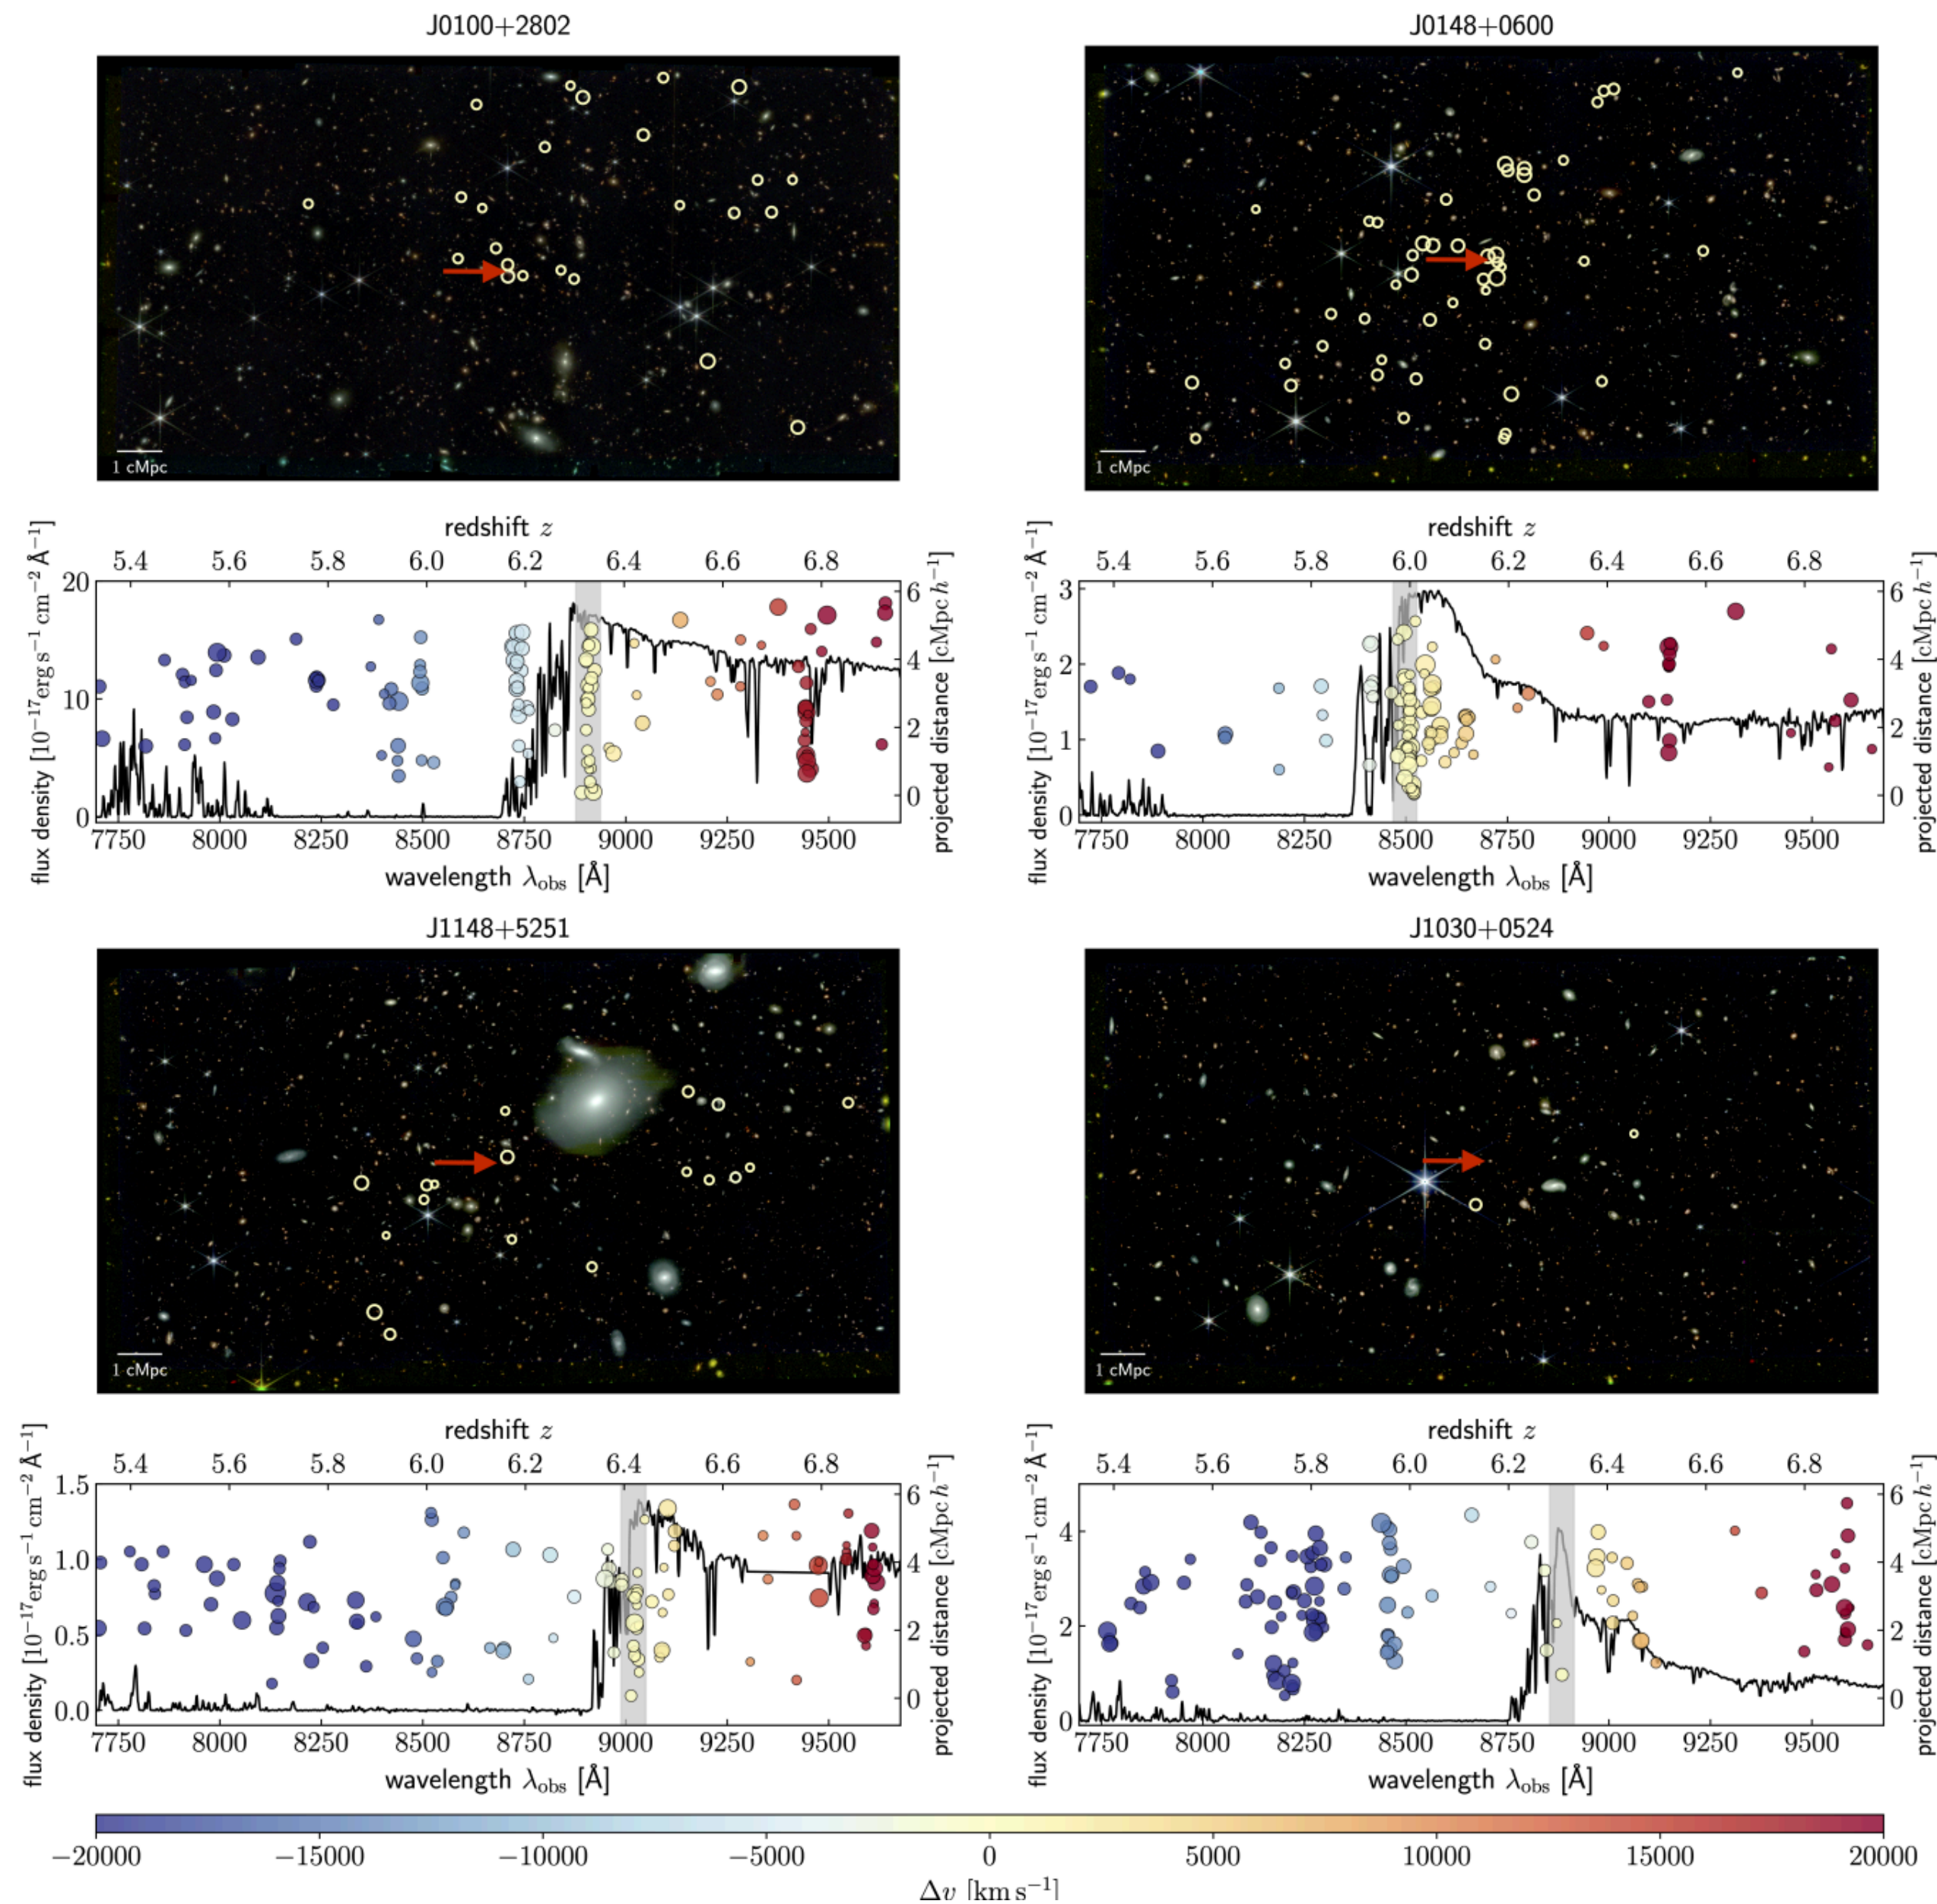 J0100+2802
J0148+0600
1 cMpc
1 cMpc
redshift z
5.4 5.6 5.8 6.0 6.2 6.4 6.6 6.8
flux density [10−17erg s−1 cm−2 Å−1]
20
10
0
6
4
2
0
projected distance [cMpc h−1]
7750 8000 8250 8500 8750 9000 9250 9500
wavelength λobs [Å]
redshift z
5.4 5.6 5.8 6.0 6.2 6.4 6.6 6.8
flux density [10−17erg s−1 cm−2 Å−1]
3
2
1
0
6
4
2
0
projected distance [cMpc h−1]
7750 8000 8250 8500 8750 9000 9250 9500
wavelength λobs [Å]
J1148+5251
J1030+0524
1 cMpc
1 cMpc
redshift z
5.4 5.6 5.8 6.0 6.2 6.4 6.6 6.8
flux density [10−17erg s−1 cm−2 Å−1]
1.5
1.0
0.5
0.0
6
4
2
0
projected distance [cMpc h−1]
7750 8000 8250 8500 8750 9000 9250 9500
wavelength λobs [Å]
redshift z
5.4 5.6 5.8 6.0 6.2 6.4 6.6 6.8
flux density [10−17erg s−1 cm−2 Å−1]
4
2
0
6
4
2
0
projected distance [cMpc h−1]
7750 8000 8250 8500 8750 9000 9250 9500
wavelength λobs [Å]
−20000 −15000 −10000 −5000 0 5000 10000 15000 20000
Δv [km s−1]